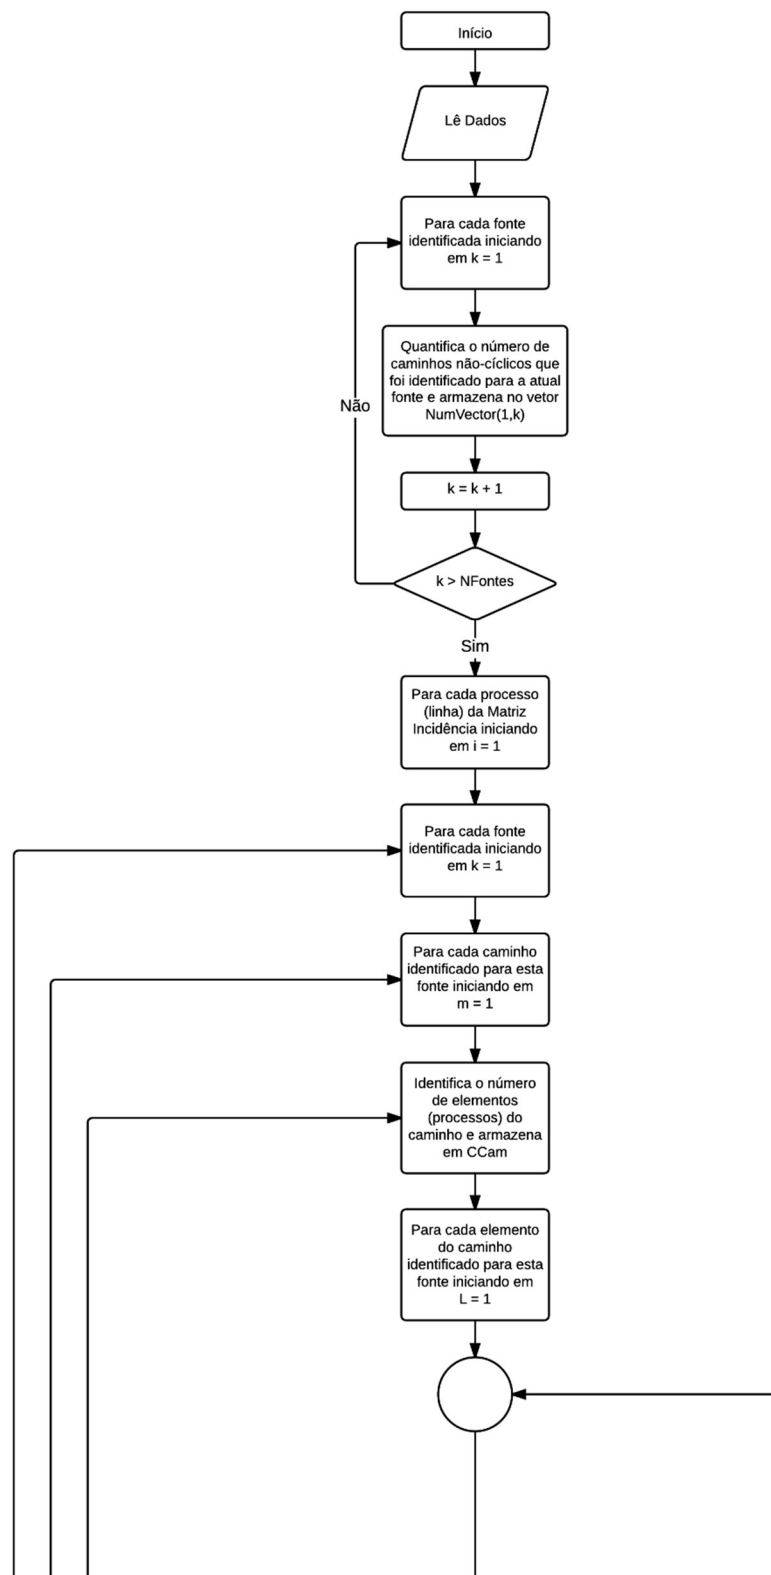 Início
Lê Dados
Para cada fonte
identificada iniciando
em k = 1
Quantifica o número de
caminhos não-cíclicos que
foi identificado para a atual
fonte e armazena no vetor
NumVector(1,k)
Não
k = k + 1
k > NFontes
Sim
Para cada processo
(linha) da Matriz
Incidência iniciando
em i = 1
Para cada fonte
identificada iniciando
em k = 1
Para cada caminho
identificado para esta
fonte iniciando em
m = 1
Identifica o número
de elementos
(processos) do
caminho e armazena
em CCam
Para cada elemento
do caminho
identificado para esta
fonte iniciando em
L = 1